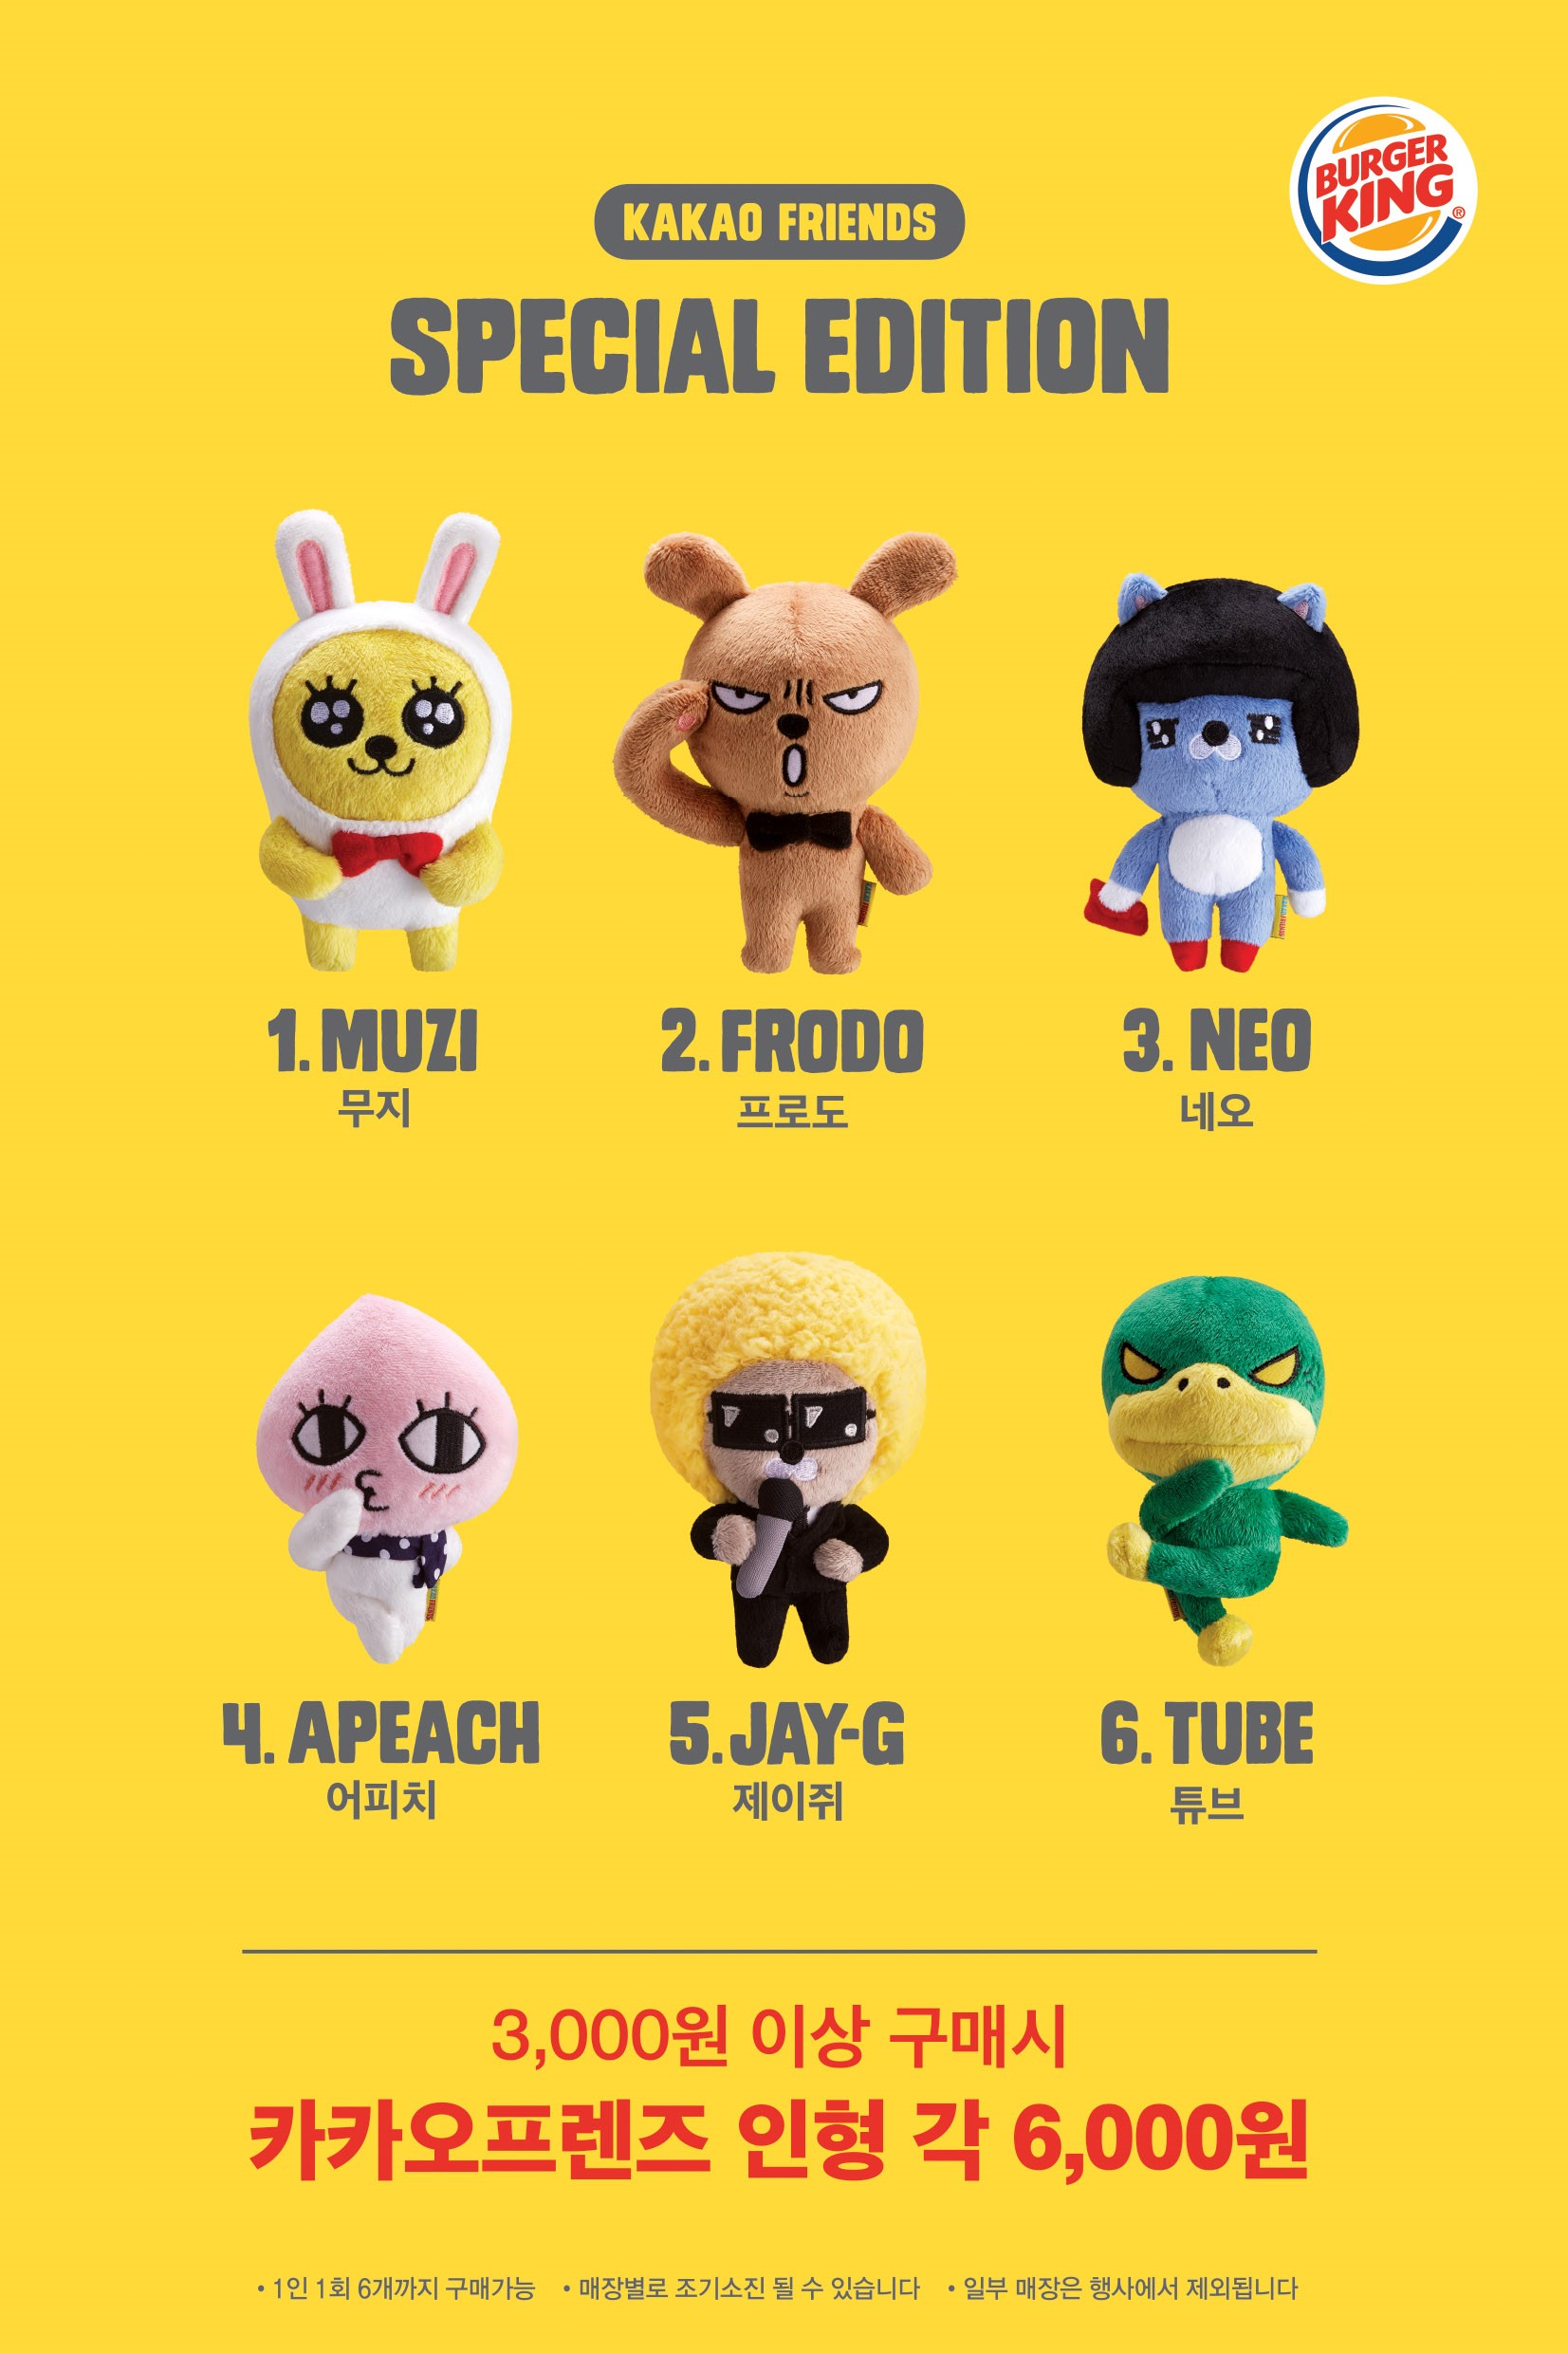 BURGER
KING®
KAKAO FRIENDS
SPECIAL EDITION
1. MUZI
무지
2. FRODO
프로도
3. NEO
네오
4. APEACH
어피치
5. JAY-G
제이쥐
6. TUBE
튜브
3,000원 이상 구매시
카카오프렌즈 인형 각 6,000원
• 1인 1회 6개까지 구매가능 • 매장별로 조기소진 될 수 있습니다 • 일부 매장은 행사에서 제외됩니다